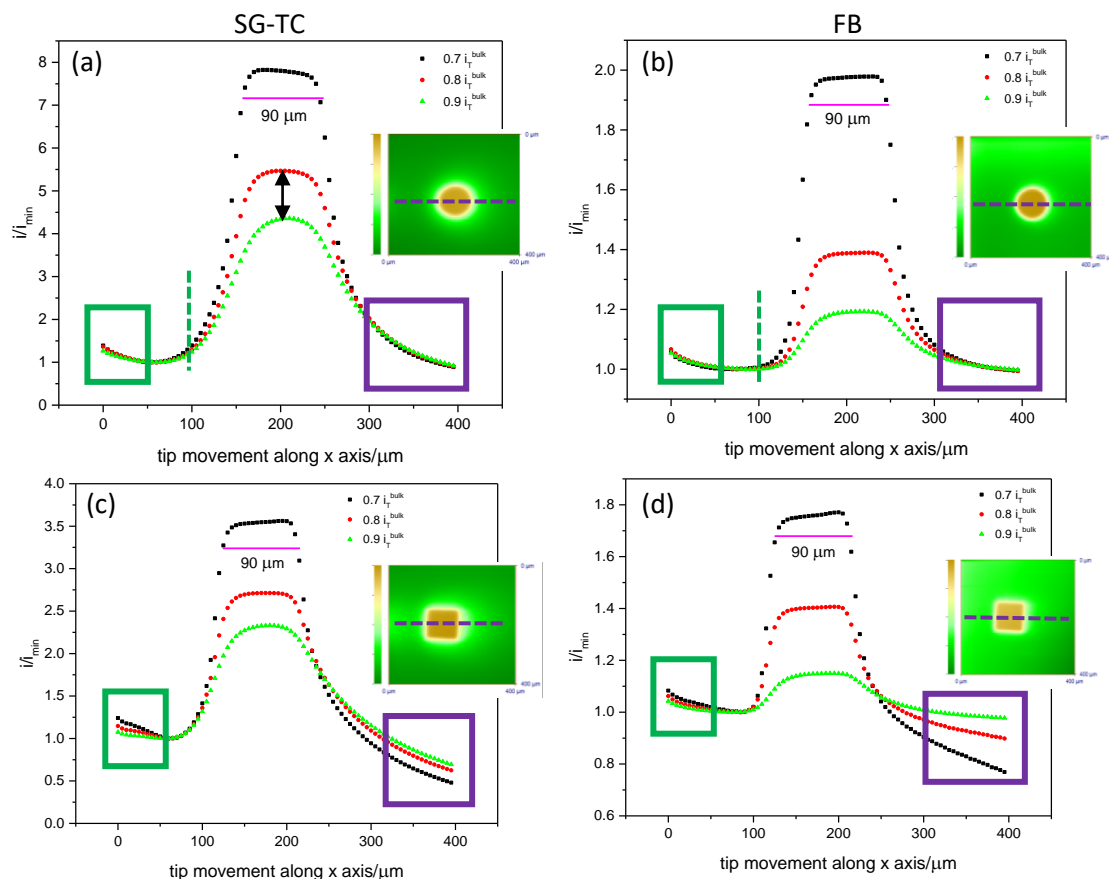 SG-TC
FB
(a)
8
7
6
5
4
3
2
1
0
i/i_min
0.7 i_T^bulk
0.8 i_T^bulk
0.9 i_T^bulk
90 μm
0 µm
0 µm
400 µm
400 µm
0 100 200 300 400
tip movement along x axis/μm
(b)
2.0
1.8
1.6
1.4
1.2
1.0
i/i_min
0.7 i_T^bulk
0.8 i_T^bulk
0.9 i_T^bulk
90 μm
0 µm
0 µm
400 µm
400 µm
0 100 200 300 400
tip movement along x axis/μm
(c)
4.0
3.5
3.0
2.5
2.0
1.5
1.0
0.5
0.0
i/i_min
0.7 i_T^bulk
0.8 i_T^bulk
0.9 i_T^bulk
90 μm
0 µm
0 µm
400 µm
400 µm
0 100 200 300 400
tip movement along x axis/μm
(d)
1.8
1.6
1.4
1.2
1.0
0.8
0.6
i/i_min
0.7 i_T^bulk
0.8 i_T^bulk
0.9 i_T^bulk
90 μm
0 µm
0 µm
400 µm
400 µm
0 100 200 300 400
tip movement along x axis/μm